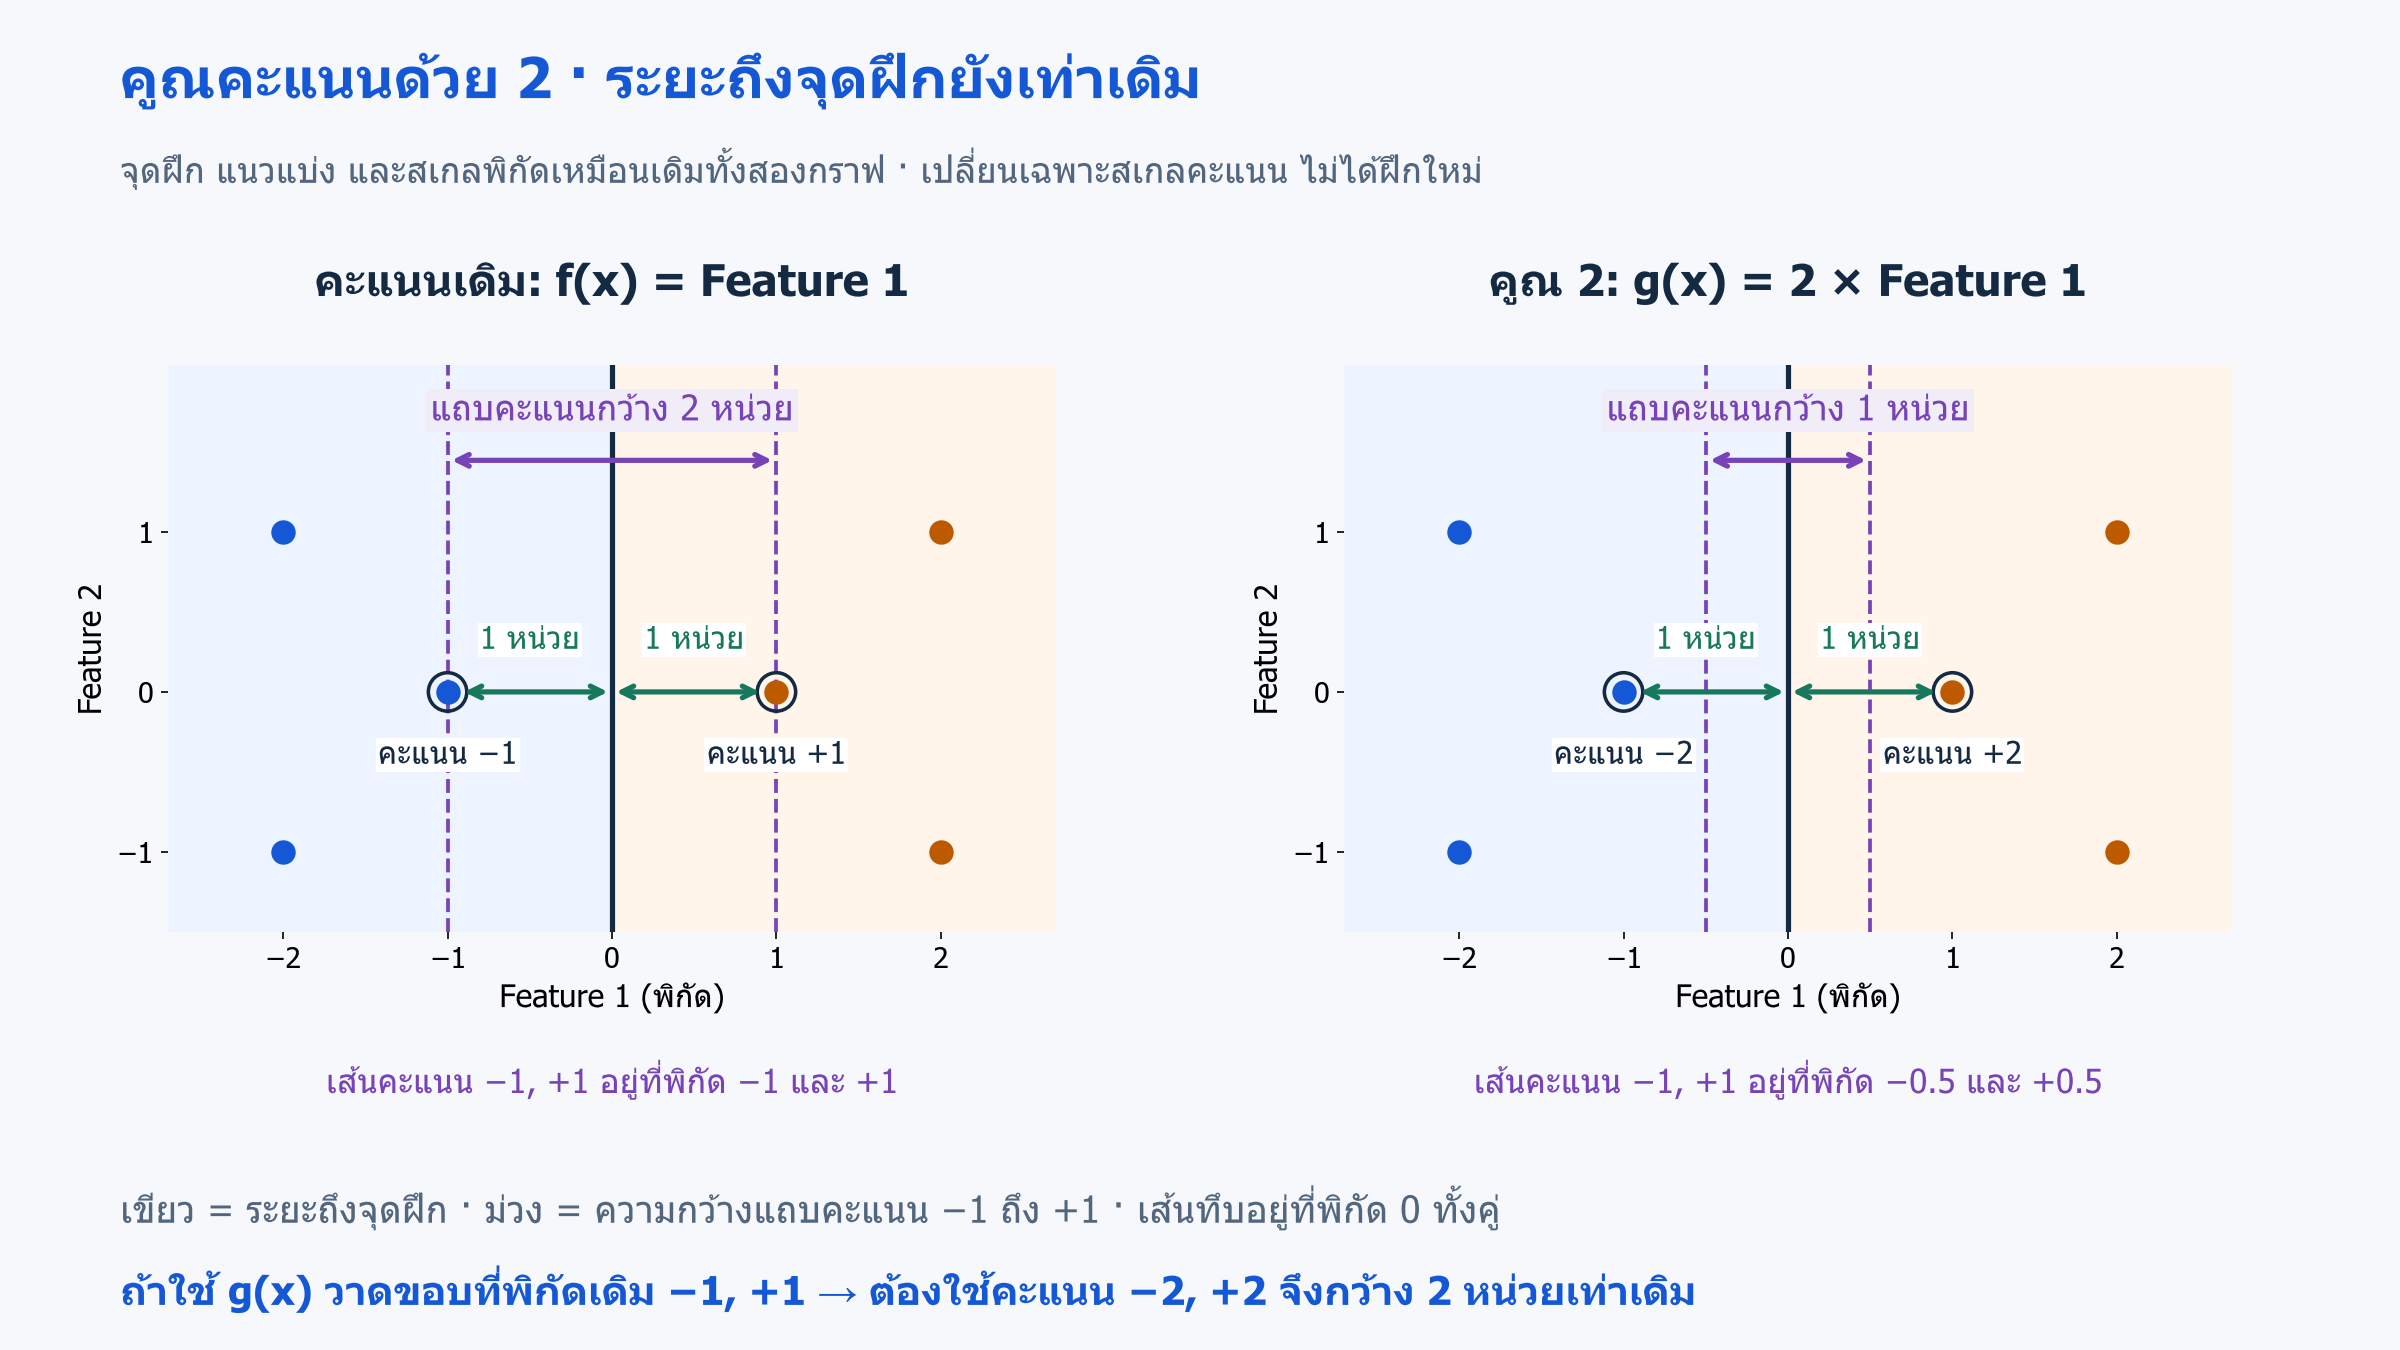 คูณคะแนนด้วย 2 · ระยะถึงจุดฝึกยังเท่าเดิม
จุดฝึก แนวแบ่ง และสเกลพิกัดเหมือนเดิมทั้งสองกราฟ · เปลี่ยนเฉพาะสเกลคะแนน ไม่ได้ฝึกใหม่
คะแนนเดิม: f(x) = Feature 1
แถบคะแนนกว้าง 2 หน่วย
1 หน่วย
1 หน่วย
คะแนน −1
คะแนน +1
1
0
−1
Feature 2
−2
−1
0
1
2
Feature 1 (พิกัด)
เส้นคะแนน −1, +1 อยู่ที่พิกัด −1 และ +1
คูณ 2: g(x) = 2 × Feature 1
แถบคะแนนกว้าง 1 หน่วย
1 หน่วย
1 หน่วย
คะแนน −2
คะแนน +2
1
0
−1
Feature 2
−2
−1
0
1
2
Feature 1 (พิกัด)
เส้นคะแนน −1, +1 อยู่ที่พิกัด −0.5 และ +0.5
เขียว = ระยะถึงจุดฝึก · ม่วง = ความกว้างแถบคะแนน −1 ถึง +1 · เส้นทึบอยู่ที่พิกัด 0 ทั้งคู่
ถ้าใช้ g(x) วาดขอบที่พิกัดเดิม −1, +1 → ต้องใช้คะแนน −2, +2 จึงกว้าง 2 หน่วยเท่าเดิม